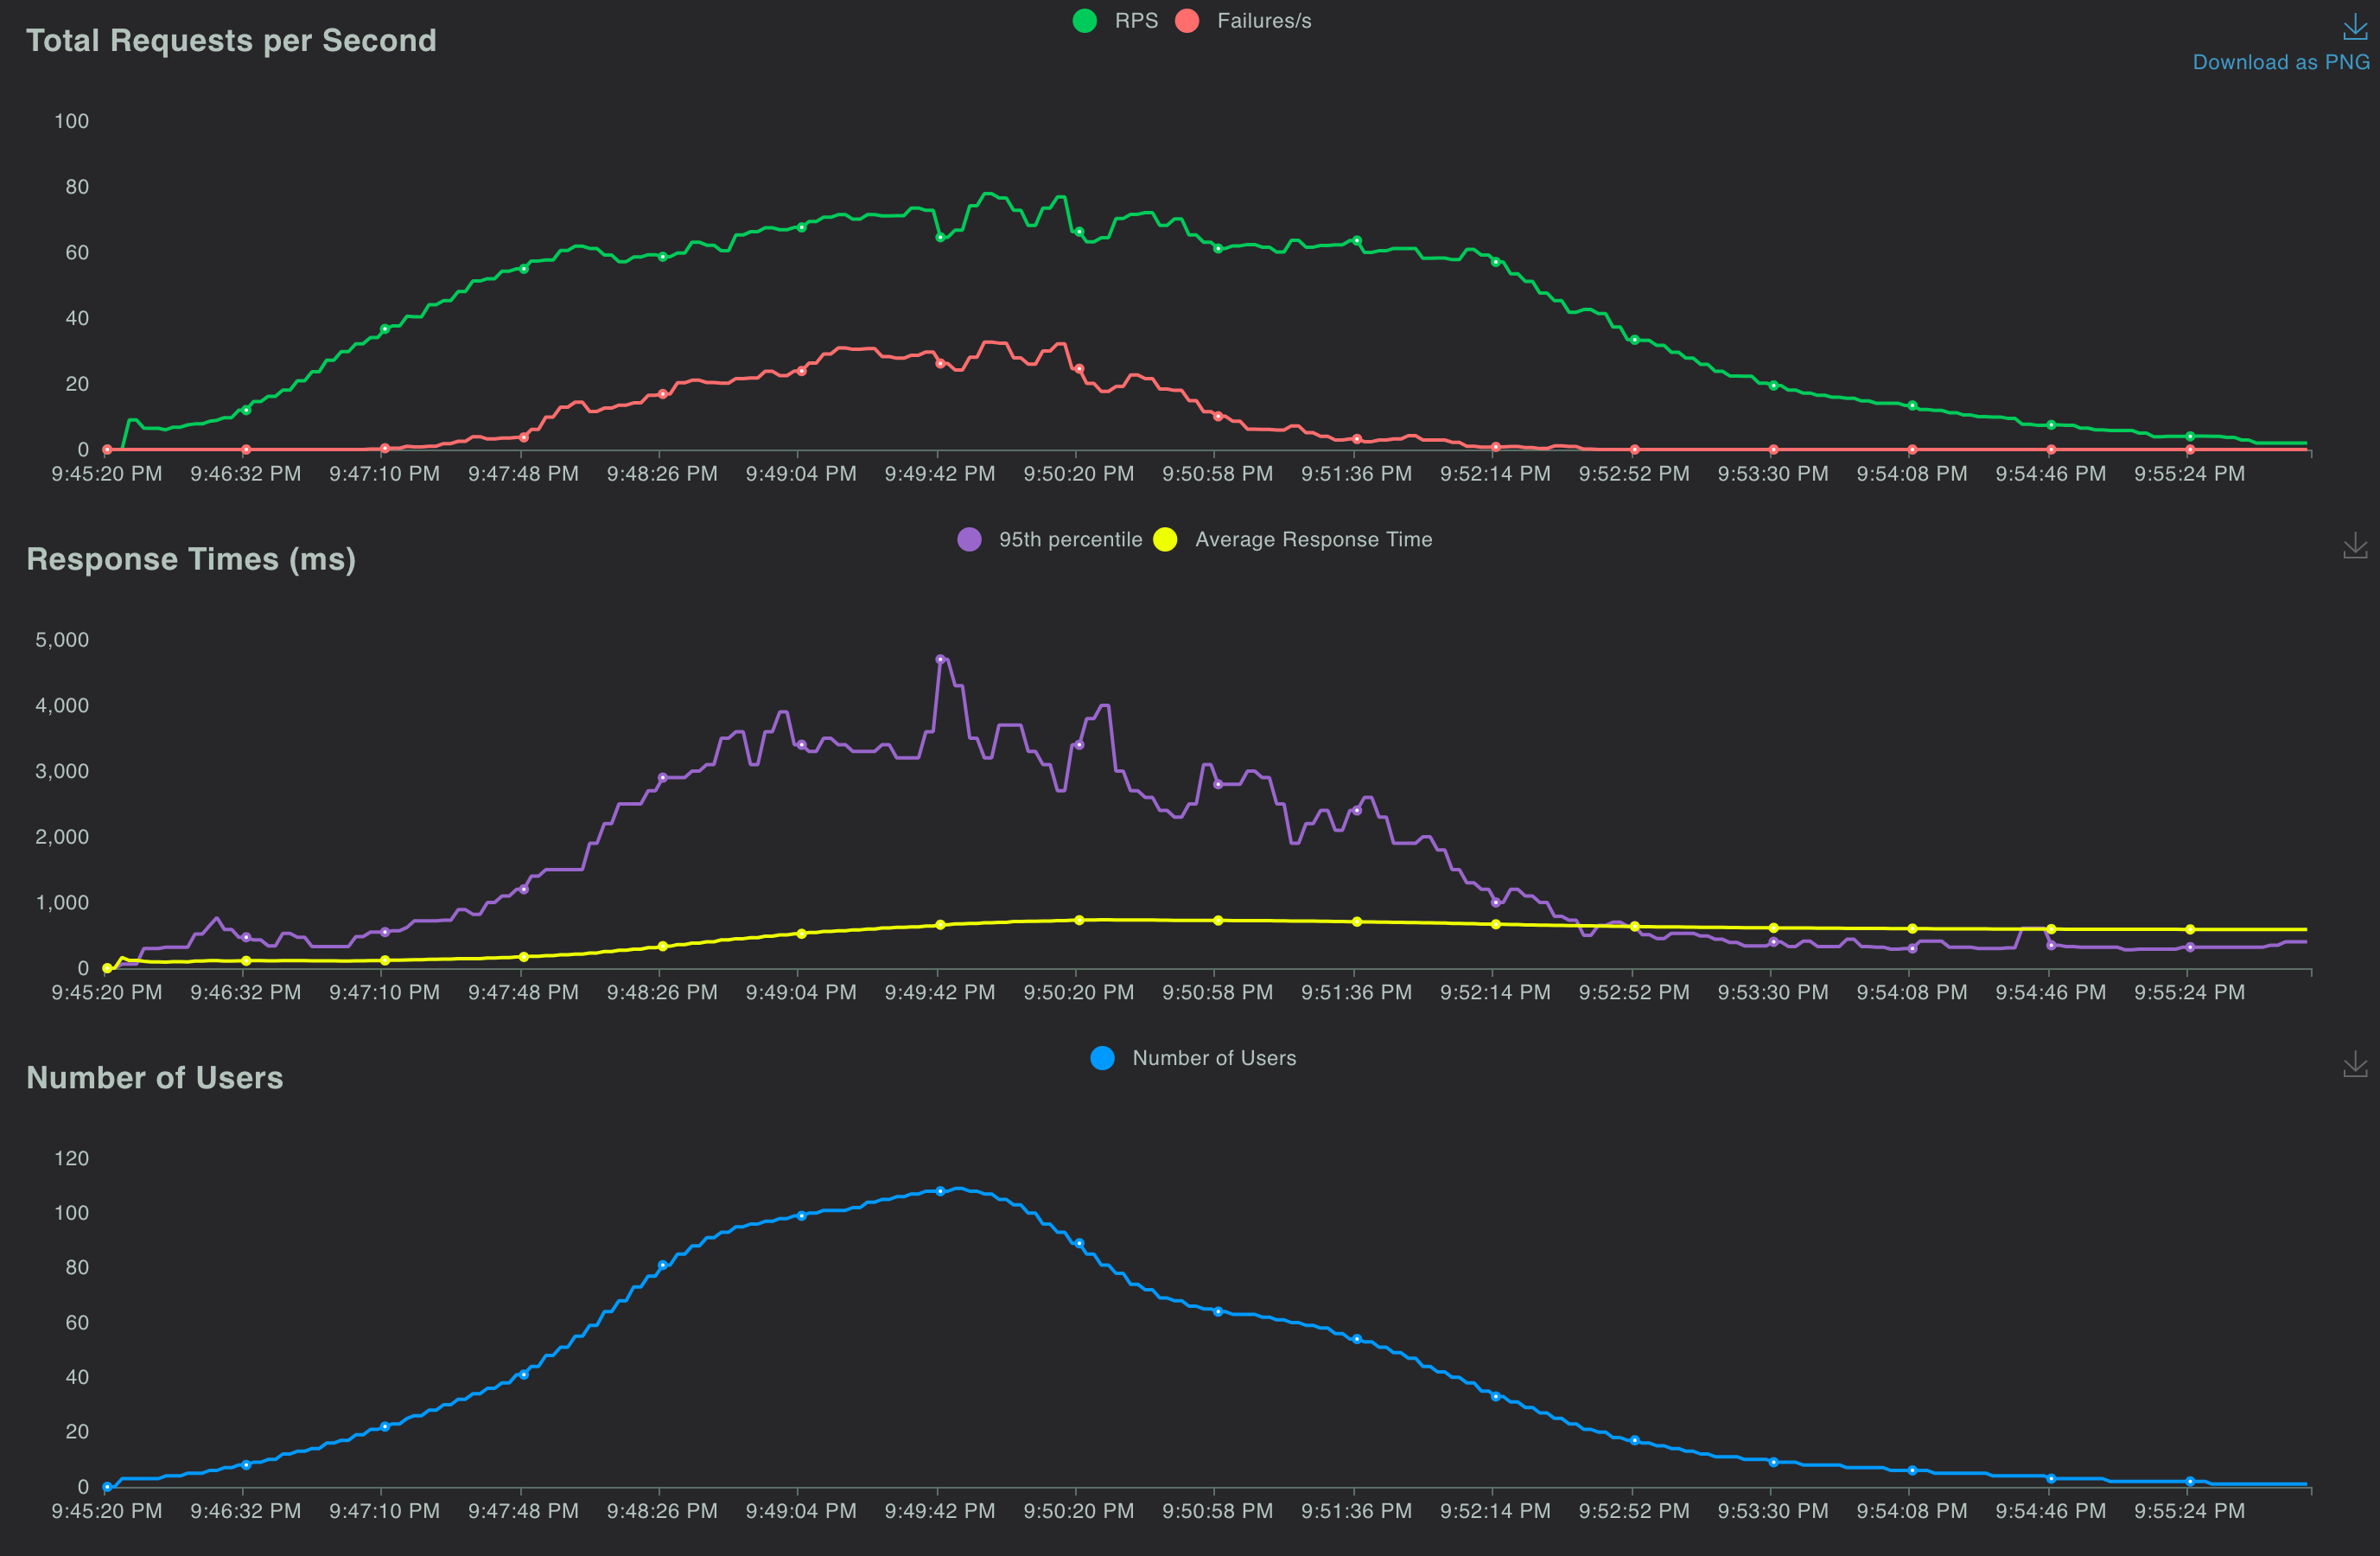 RPS Failures/s
Total Requests per Second
Download as PNG
100
80
60
40
20
0
9:45:20 PM 9:46:32 PM 9:47:10 PM 9:47:48 PM 9:48:26 PM 9:49:04 PM 9:49:42 PM 9:50:20 PM 9:50:58 PM 9:51:36 PM 9:52:14 PM 9:52:52 PM 9:53:30 PM 9:54:08 PM 9:54:46 PM 9:55:24 PM
95th percentile Average Response Time
Response Times (ms)
5,000
4,000
3,000
2,000
1,000
0
9:45:20 PM 9:46:32 PM 9:47:10 PM 9:47:48 PM 9:48:26 PM 9:49:04 PM 9:49:42 PM 9:50:20 PM 9:50:58 PM 9:51:36 PM 9:52:14 PM 9:52:52 PM 9:53:30 PM 9:54:08 PM 9:54:46 PM 9:55:24 PM
Number of Users
Number of Users
120
100
80
60
40
20
0
9:45:20 PM 9:46:32 PM 9:47:10 PM 9:47:48 PM 9:48:26 PM 9:49:04 PM 9:49:42 PM 9:50:20 PM 9:50:58 PM 9:51:36 PM 9:52:14 PM 9:52:52 PM 9:53:30 PM 9:54:08 PM 9:54:46 PM 9:55:24 PM